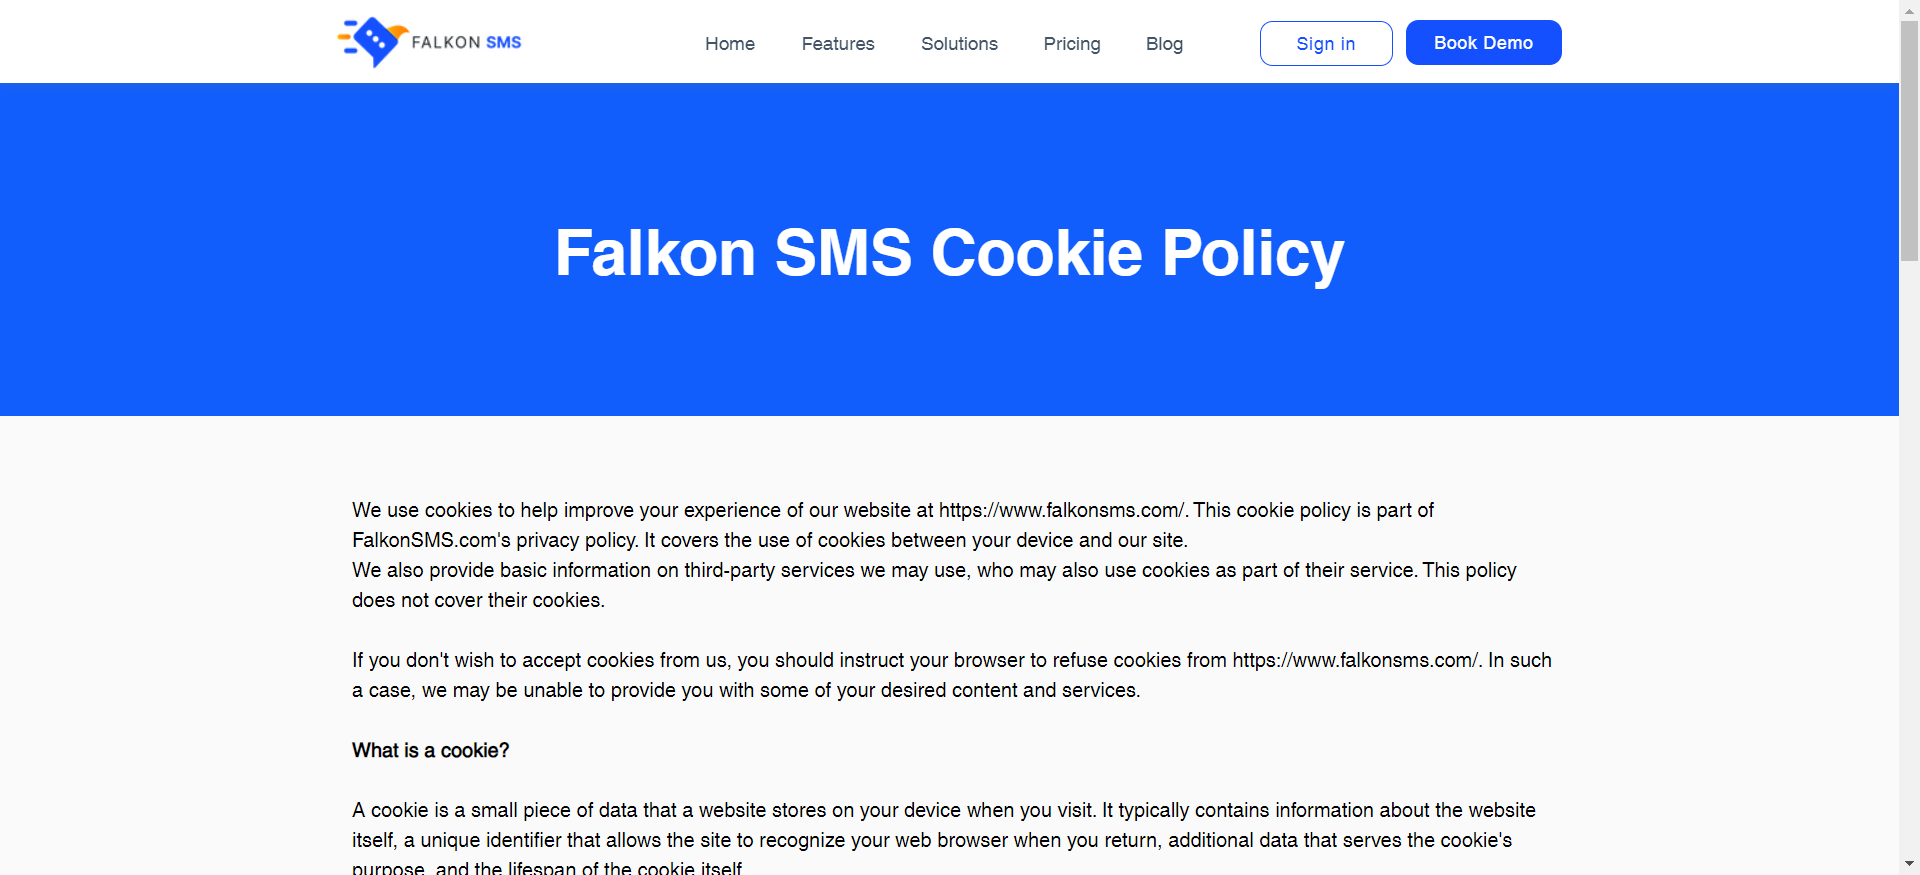 FALKON SMS
Home Features Solutions Pricing Blog Sign in Book Demo
Falkon SMS Cookie Policy
We use cookies to help improve your experience of our website at https://www.falkonsms.com/. This cookie policy is part of
FalkonSMS.com's privacy policy. It covers the use of cookies between your device and our site.
We also provide basic information on third-party services we may use, who may also use cookies as part of their service. This policy
does not cover their cookies.
If you don't wish to accept cookies from us, you should instruct your browser to refuse cookies from https://www.falkonsms.com/. In such
a case, we may be unable to provide you with some of your desired content and services.
What is a cookie?
A cookie is a small piece of data that a website stores on your device when you visit. It typically contains information about the website
itself, a unique identifier that allows the site to recognize your web browser when you return, additional data that serves the cookie's
purpose, and the lifespan of the cookie itself.